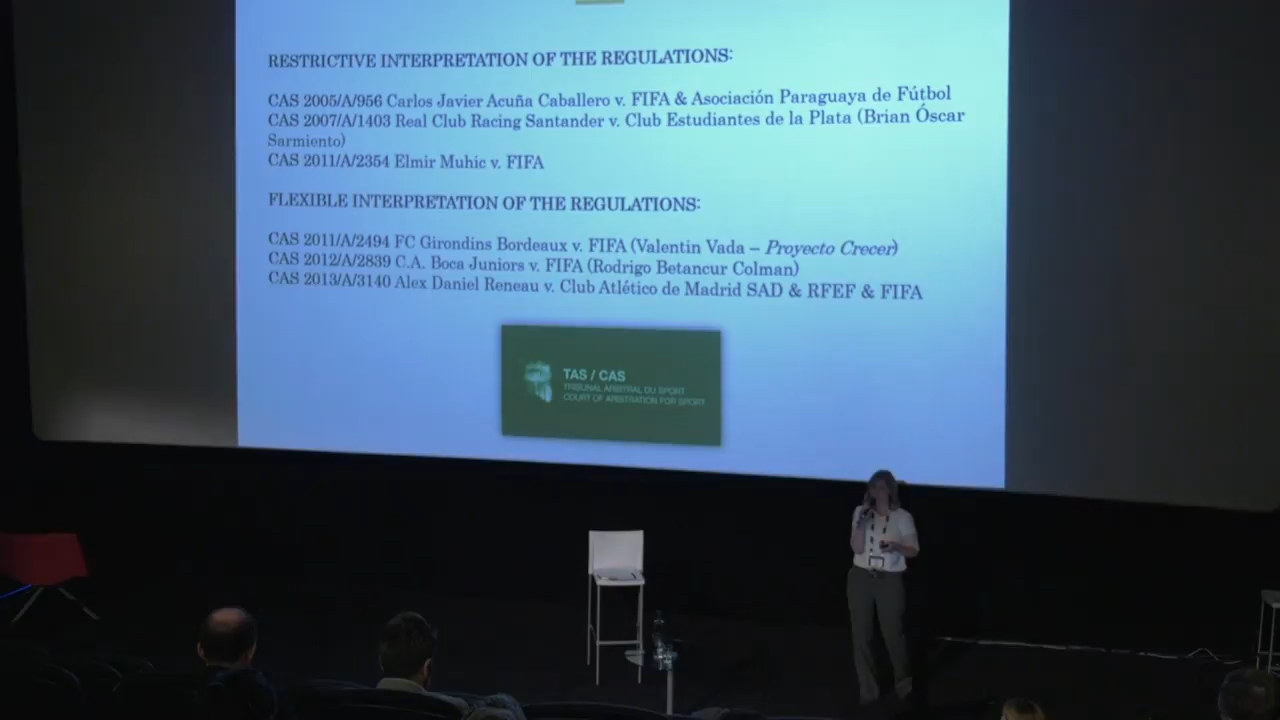 RESTRICTIVE INTERPRETATION OF THE REGULATIONS:
CAS 2005/A/956 Carlos Javier Acuña Caballero v. FIFA & Asociación Paraguaya de Fútbol
CAS 2007/A/1403 Real Club Racing Santander v. Club Estudiantes de la Plata (Brian Óscar
Sarmiento)
CAS 2011/A/2354 Elmir Muhic v. FIFA
FLEXIBLE INTERPRETATION OF THE REGULATIONS:
CAS 2011/A/2494 FC Girondins Bordeaux v. FIFA (Valentin Vada – Proyecto Crecer)
CAS 2012/A/2839 C.A. Boca Juniors v. FIFA (Rodrigo Betancur Colman)
CAS 2013/A/3140 Alex Daniel Reneau v. Club Atlético de Madrid SAD & RFEF & FIFA
TAS / CAS
TRIBUNAL ARBITRAL DU SPORT
COURT OF ARBITRATION FOR SPORT